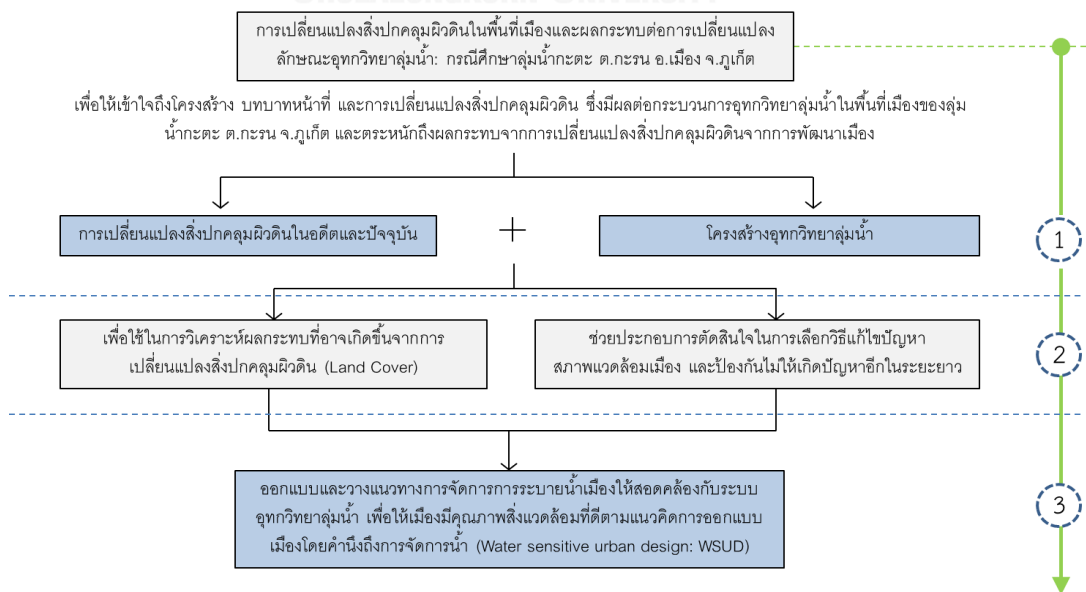 การเปลี่ยนแปลงสิ่งปกคลุมผิวดินในพื้นที่เมืองและผลกระทบต่อการเปลี่ยนแปลง
ลักษณะอุทกวิทยาลุ่มน้ำ: กรณีศึกษาลุ่มน้ำกะตะ ต.กะรน อ.เมือง จ.ภูเก็ต
เพื่อให้เข้าใจถึงโครงสร้าง บทบาทหน้าที่ และการเปลี่ยนแปลงสิ่งปกคลุมผิวดิน ซึ่งมีผลต่อกระบวนการอุทกวิทยาลุ่มน้ำในพื้นที่เมืองของลุ่ม
น้ำกะตะ ต.กะรน จ.ภูเก็ต และตระหนักถึงผลกระทบจากการเปลี่ยนแปลงสิ่งปกคลุมผิวดินจากการพัฒนาเมือง
การเปลี่ยนแปลงสิ่งปกคลุมผิวดินในอดีตและปัจจุบัน
+
โครงสร้างอุทกวิทยาลุ่มน้ำ
1
เพื่อใช้ในการวิเคราะห์ผลกระทบที่อาจเกิดขึ้นจากการ
เปลี่ยนแปลงสิ่งปกคลุมผิวดิน (Land Cover)
ช่วยประกอบการตัดสินใจในการเลือกวิธีแก้ไขปัญหา
สภาพแวดล้อมเมือง และป้องกันไม่ให้เกิดปัญหาอีกในระยะยาว
2
ออกแบบและวางแนวทางการจัดการการระบายน้ำเมืองให้สอดคล้องกับระบบ
อุทกวิทยาลุ่มน้ำ เพื่อให้เมืองมีคุณภาพสิ่งแวดล้อมที่ดีตามแนวคิดการออกแบบ
เมืองโดยคำนึงถึงการจัดการน้ำ (Water sensitive urban design: WSUD)
3